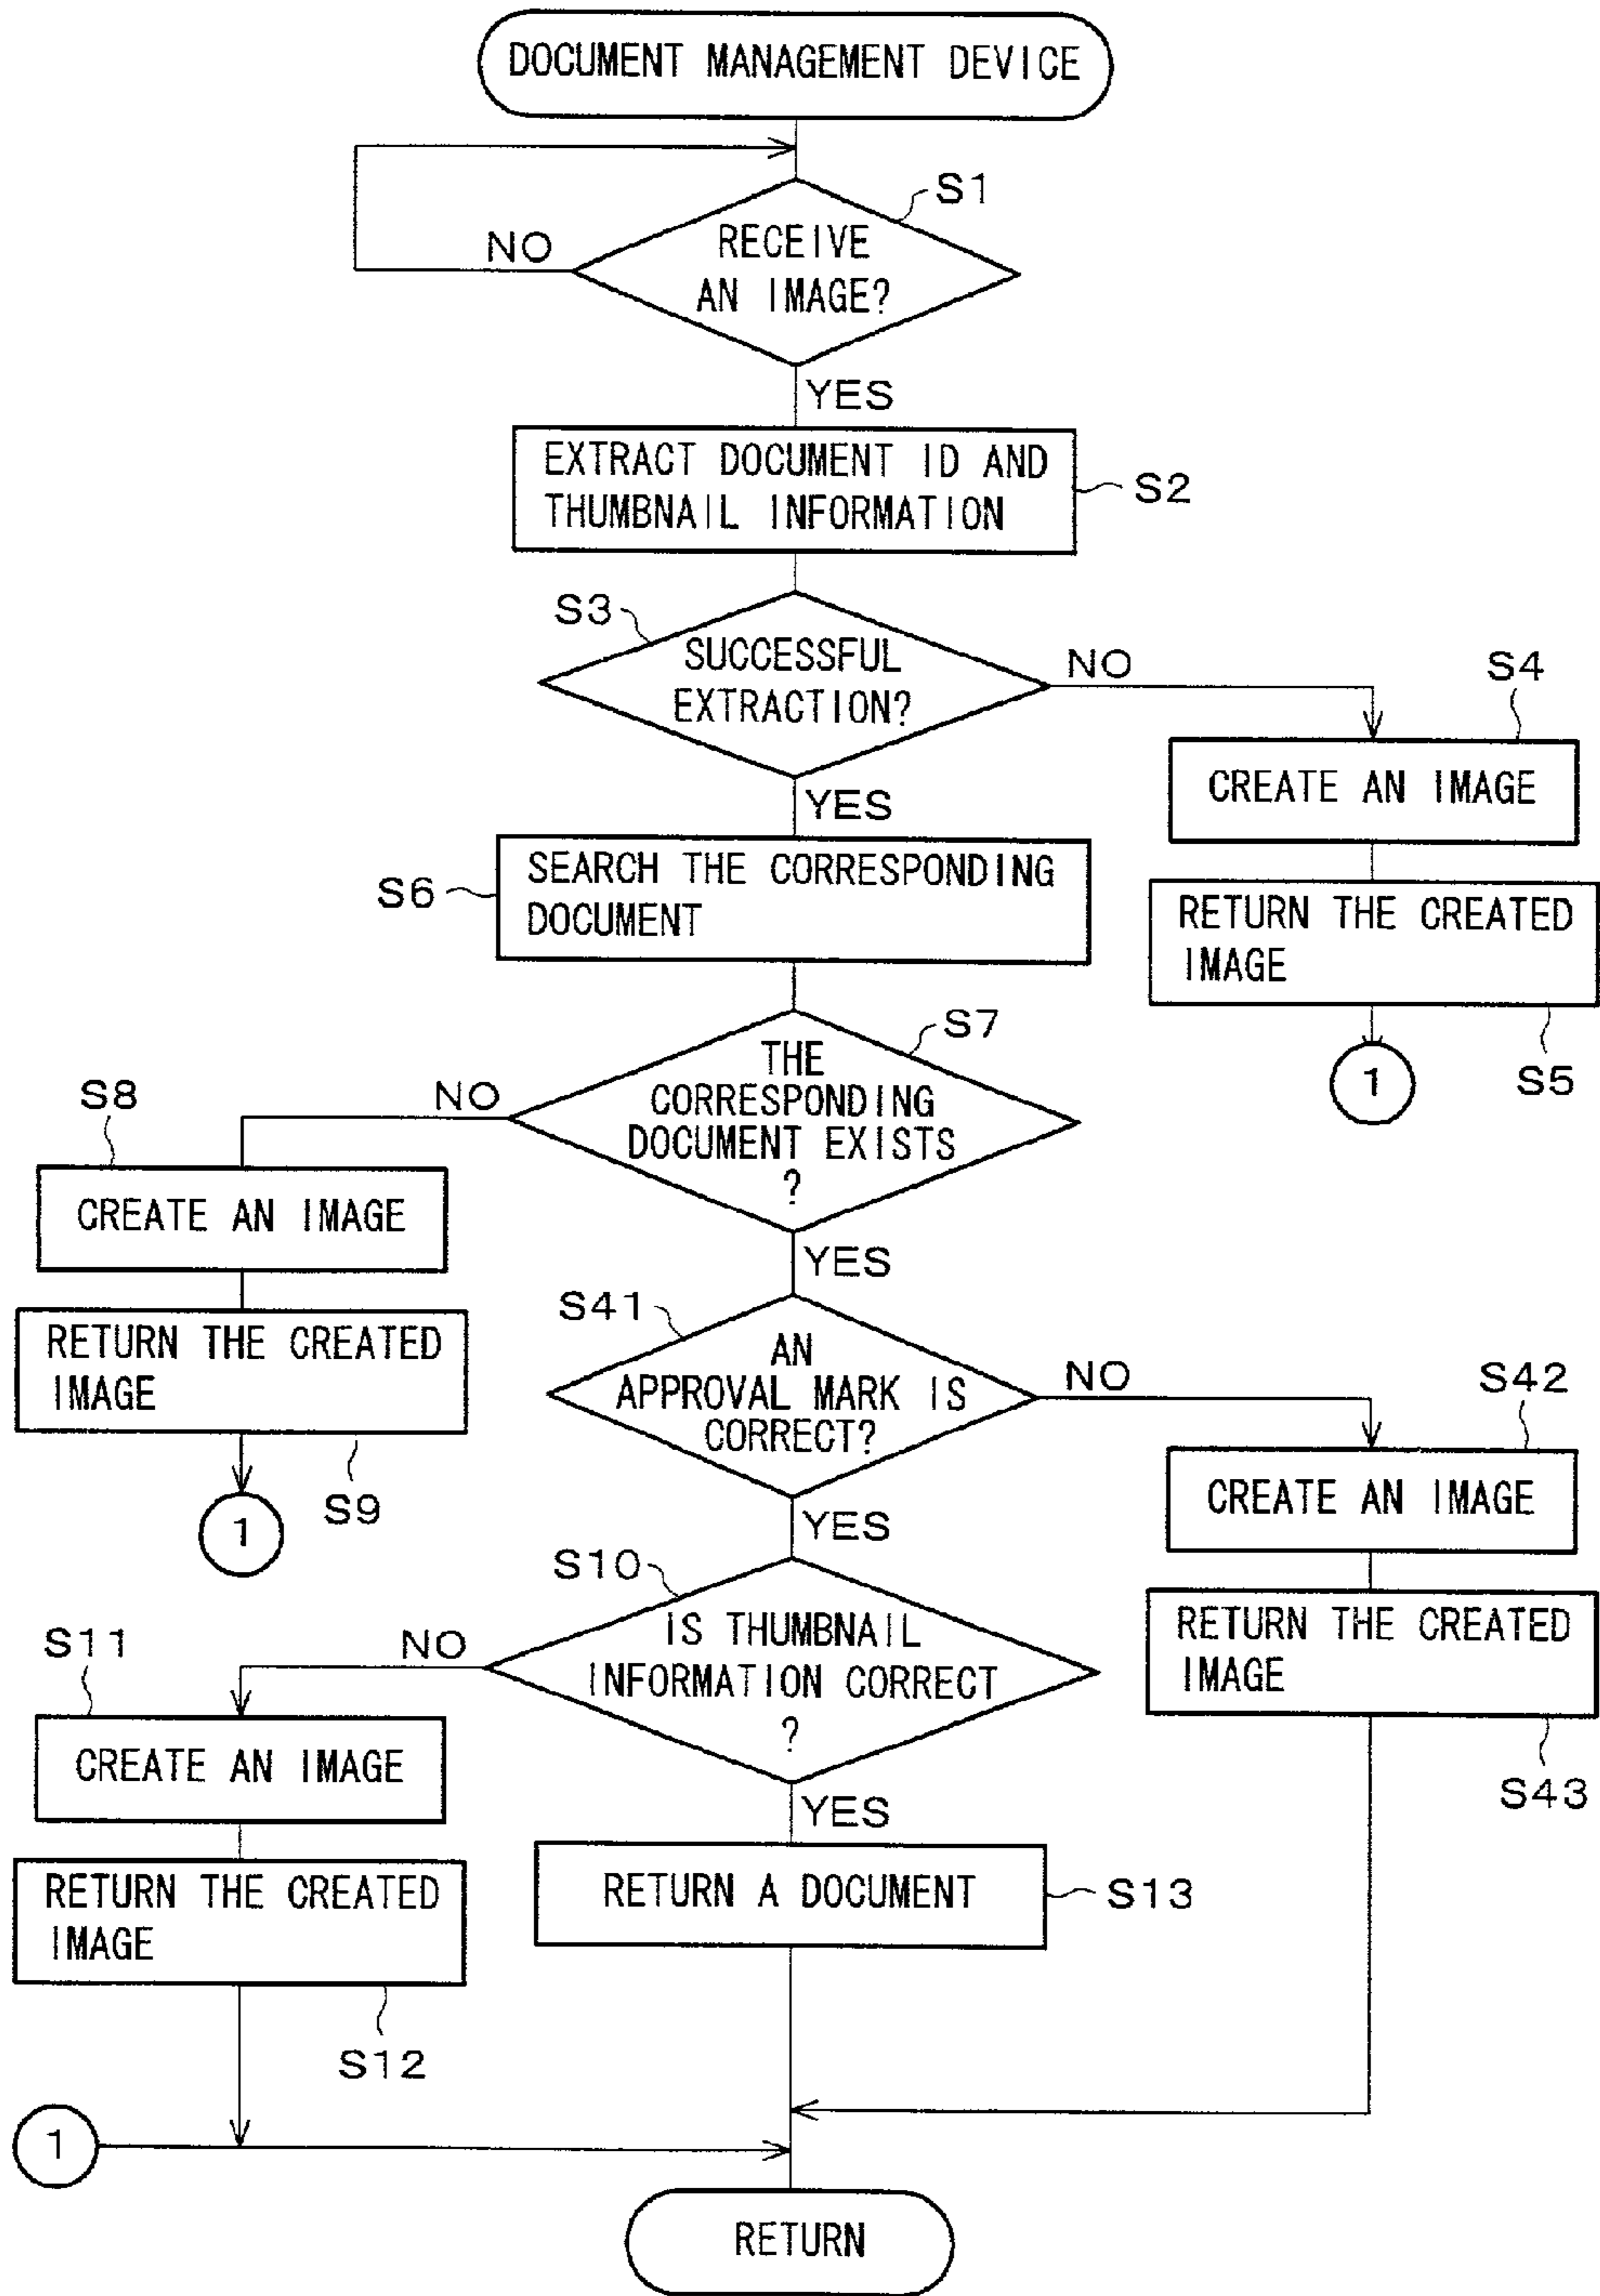 DOCUMENT MANAGEMENT DEVICE
S1
RECEIVE
AN IMAGE?
NO
YES
EXTRACT DOCUMENT ID AND
THUMBNAIL INFORMATION
S2
S3
SUCCESSFUL
EXTRACTION?
NO
S4
CREATE AN IMAGE
YES
S6
SEARCH THE CORRESPONDING
DOCUMENT
RETURN THE CREATED
IMAGE
S5
1
S7
THE
CORRESPONDING
DOCUMENT EXISTS
?
NO
S8
CREATE AN IMAGE
RETURN THE CREATED
IMAGE
S9
1
YES
S41
AN
APPROVAL MARK IS
CORRECT?
NO
S42
CREATE AN IMAGE
RETURN THE CREATED
IMAGE
S43
YES
S10
IS THUMBNAIL
INFORMATION CORRECT
?
NO
S11
CREATE AN IMAGE
RETURN THE CREATED
IMAGE
S12
YES
RETURN A DOCUMENT
S13
1
RETURN